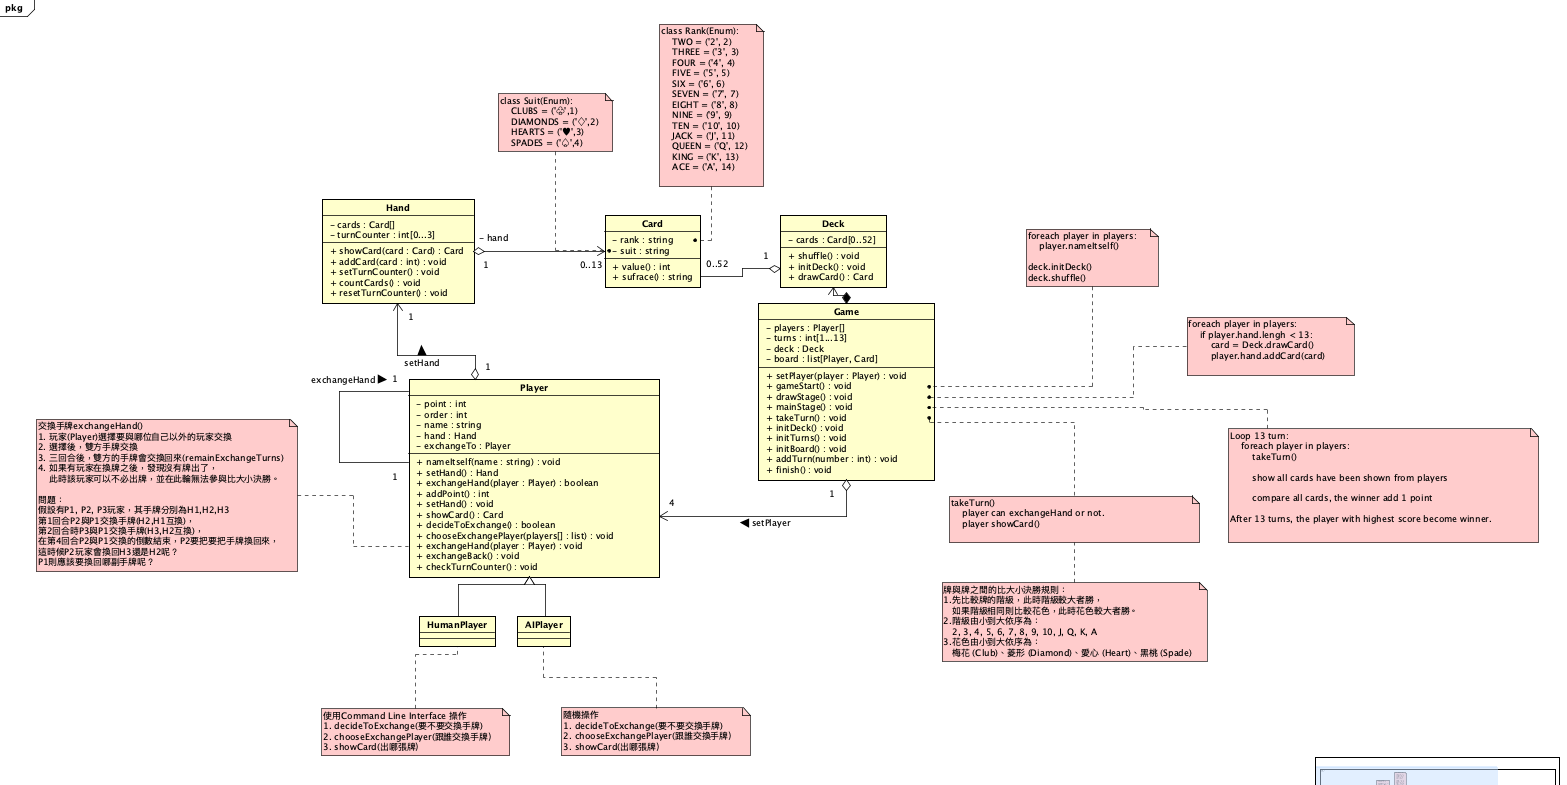 pkg
class Rank(Enum):
TWO = ("2", 2)
THREE = ("3", 3)
FOUR = ("4", 4)
FIVE = ("5", 5)
SIX = ("6", 6)
SEVEN = ("7", 7)
EIGHT = ("8", 8)
NINE = ("9", 9)
TEN = ("10", 10)
JACK = ("J", 11)
QUEEN = ("Q", 12)
KING = ("K", 13)
ACE = ("A", 14)
class Suit(Enum):
CLUBS = ("♧",1)
DIAMONDS = ("♢",2)
HEARTS = ("♥",3)
SPADES = ("♤",4)
Hand
- cards : Card[]
- turnCounter : int[0...3]
+ showCard(card : Card) : Card
+ addCard(card : int) : void
+ setTurnCounter() : void
+ countCards() : void
+ resetTurnCounter() : void
- hand
1
0..13
Card
- rank : string
- suit : string
+ value() : int
+ sufrace() : string
0..52
1
Deck
- cards : Card[0..52]
+ shuffle() : void
+ initDeck() : void
+ drawCard() : Card
foreach player in players:
player.nameItself()
deck.initDeck()
deck.shuffle()
Game
- players : Player[]
- turns : int[1...13]
- deck : Deck
- board : list[Player, Card]
+ setPlayer(player : Player) : void
+ gameStart() : void
+ drawStage() : void
+ mainStage() : void
+ takeTurn() : void
+ initDeck() : void
+ initTurns() : void
+ initBoard() : void
+ addTurn(number : int) : void
+ finish() : void
foreach player in players:
if player.hand.lengh < 13:
card = Deck.drawCard()
player.hand.addCard(card)
1
setHand
1
exchangeHand
1
1
Player
- point : int
- order : int
- name : string
- hand : Hand
- exchangeTo : Player
+ nameItself(name : string) : void
+ setHand() : Hand
+ exchangeHand(player : Player) : boolean
+ addPoint() : int
+ setHand() : void
+ showCard() : Card
+ decideToExchange() : boolean
+ chooseExchangePlayer(players[] : list) : void
+ exchangeHand(player : Player) : void
+ exchangeBack() : void
+ checkTurnCounter() : void
4
1
setPlayer
交換手牌exchangeHand()
1. 玩家(Player)選擇要與哪位自己以外的玩家交換
2. 選擇後，雙方手牌交換
3. 三回合後，雙方的手牌會交換回來(remainExchangeTurns)
4. 如果有玩家在換牌之後，發現沒有牌出了，
此時該玩家可以不必出牌，並在此輪無法參與比大小決勝。
問題：
假設有P1, P2, P3玩家，其手牌分別為H1,H2,H3
第1回合P2與P1交換手牌(H2,H1互換)，
第2回合時P3與P1交換手牌(H3,H2互換)，
在第4回合P2與P1交換的倒數結束，P2要把要把手牌換回來，
這時候P2玩家會換回H3還是H2呢？
P1則應該要換回哪副手牌呢？
Loop 13 turn:
foreach player in players:
takeTurn()
show all cards have been shown from players
compare all cards, the winner add 1 point
After 13 turns, the player with highest score become winner.
takeTurn()
player can exchangeHand or not.
player showCard()
牌與牌之間的比大小決勝規則：
1.先比較牌的階級，此時階級較大者勝，
如果階級相同則比較花色，此時花色較大者勝。
2.階級由小到大依序為：
2, 3, 4, 5, 6, 7, 8, 9, 10, J, Q, K, A
3.花色由小到大依序為：
梅花 (Club)、菱形 (Diamond)、愛心 (Heart)、黑桃 (Spade)
HumanPlayer
AIPlayer
使用Command Line Interface 操作
1. decideToExchange(要不要交換手牌)
2. chooseExchangePlayer(跟誰交換手牌)
3. showCard(出哪張牌)
隨機操作
1. decideToExchange(要不要交換手牌)
2. chooseExchangePlayer(跟誰交換手牌)
3. showCard(出哪張牌)